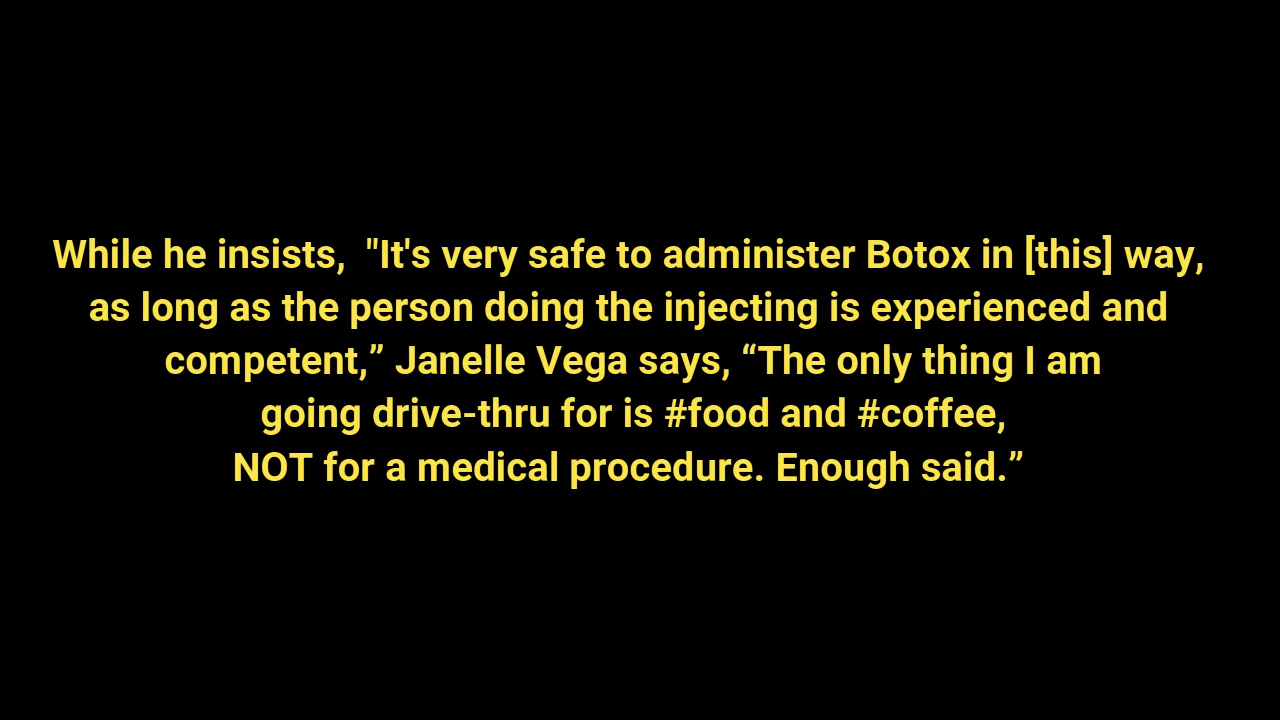 While he insists,  "It's very safe to administer Botox in [this] way,
as long as the person doing the injecting is experienced and
competent,” Janelle Vega says, “The only thing I am
going drive-thru for is #food and #coffee,
NOT for a medical procedure. Enough said.”